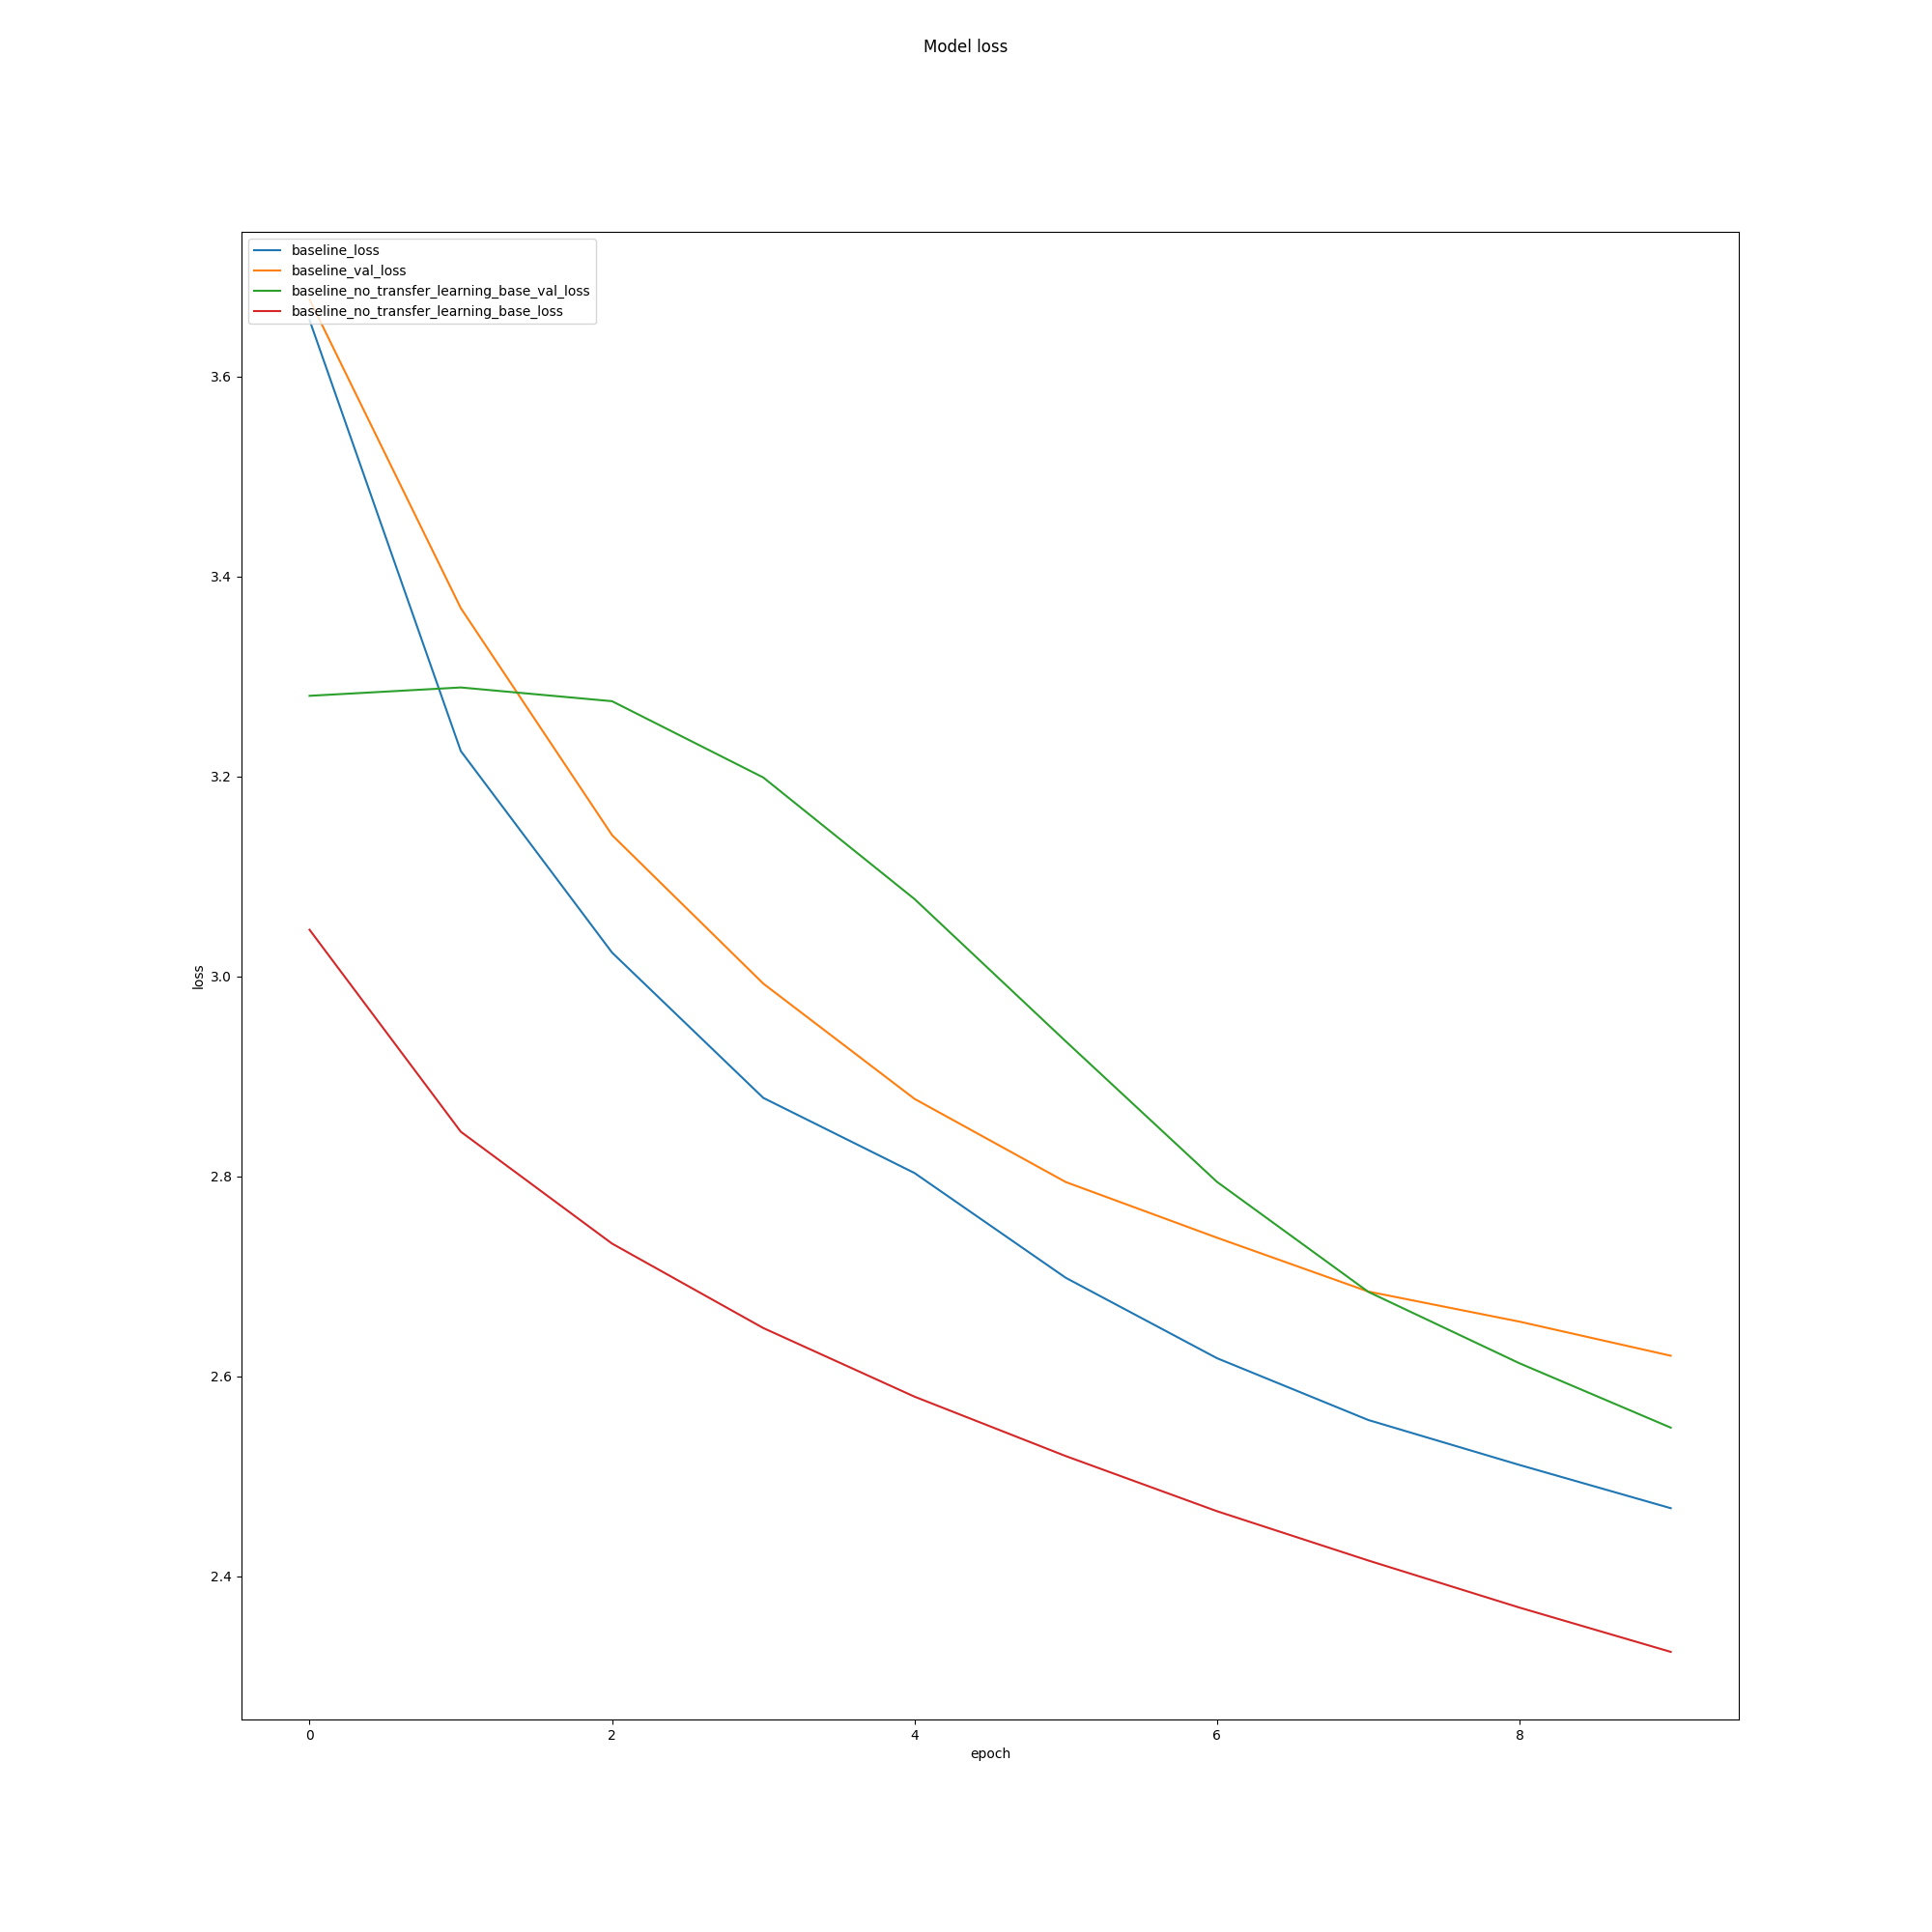 Model loss
baseline_loss
baseline_val_loss
baseline_no_transfer_learning_base_val_loss
baseline_no_transfer_learning_base_loss
3.6
3.4
3.2
3.0
2.8
2.6
2.4
loss
0 2 4 6 8
epoch